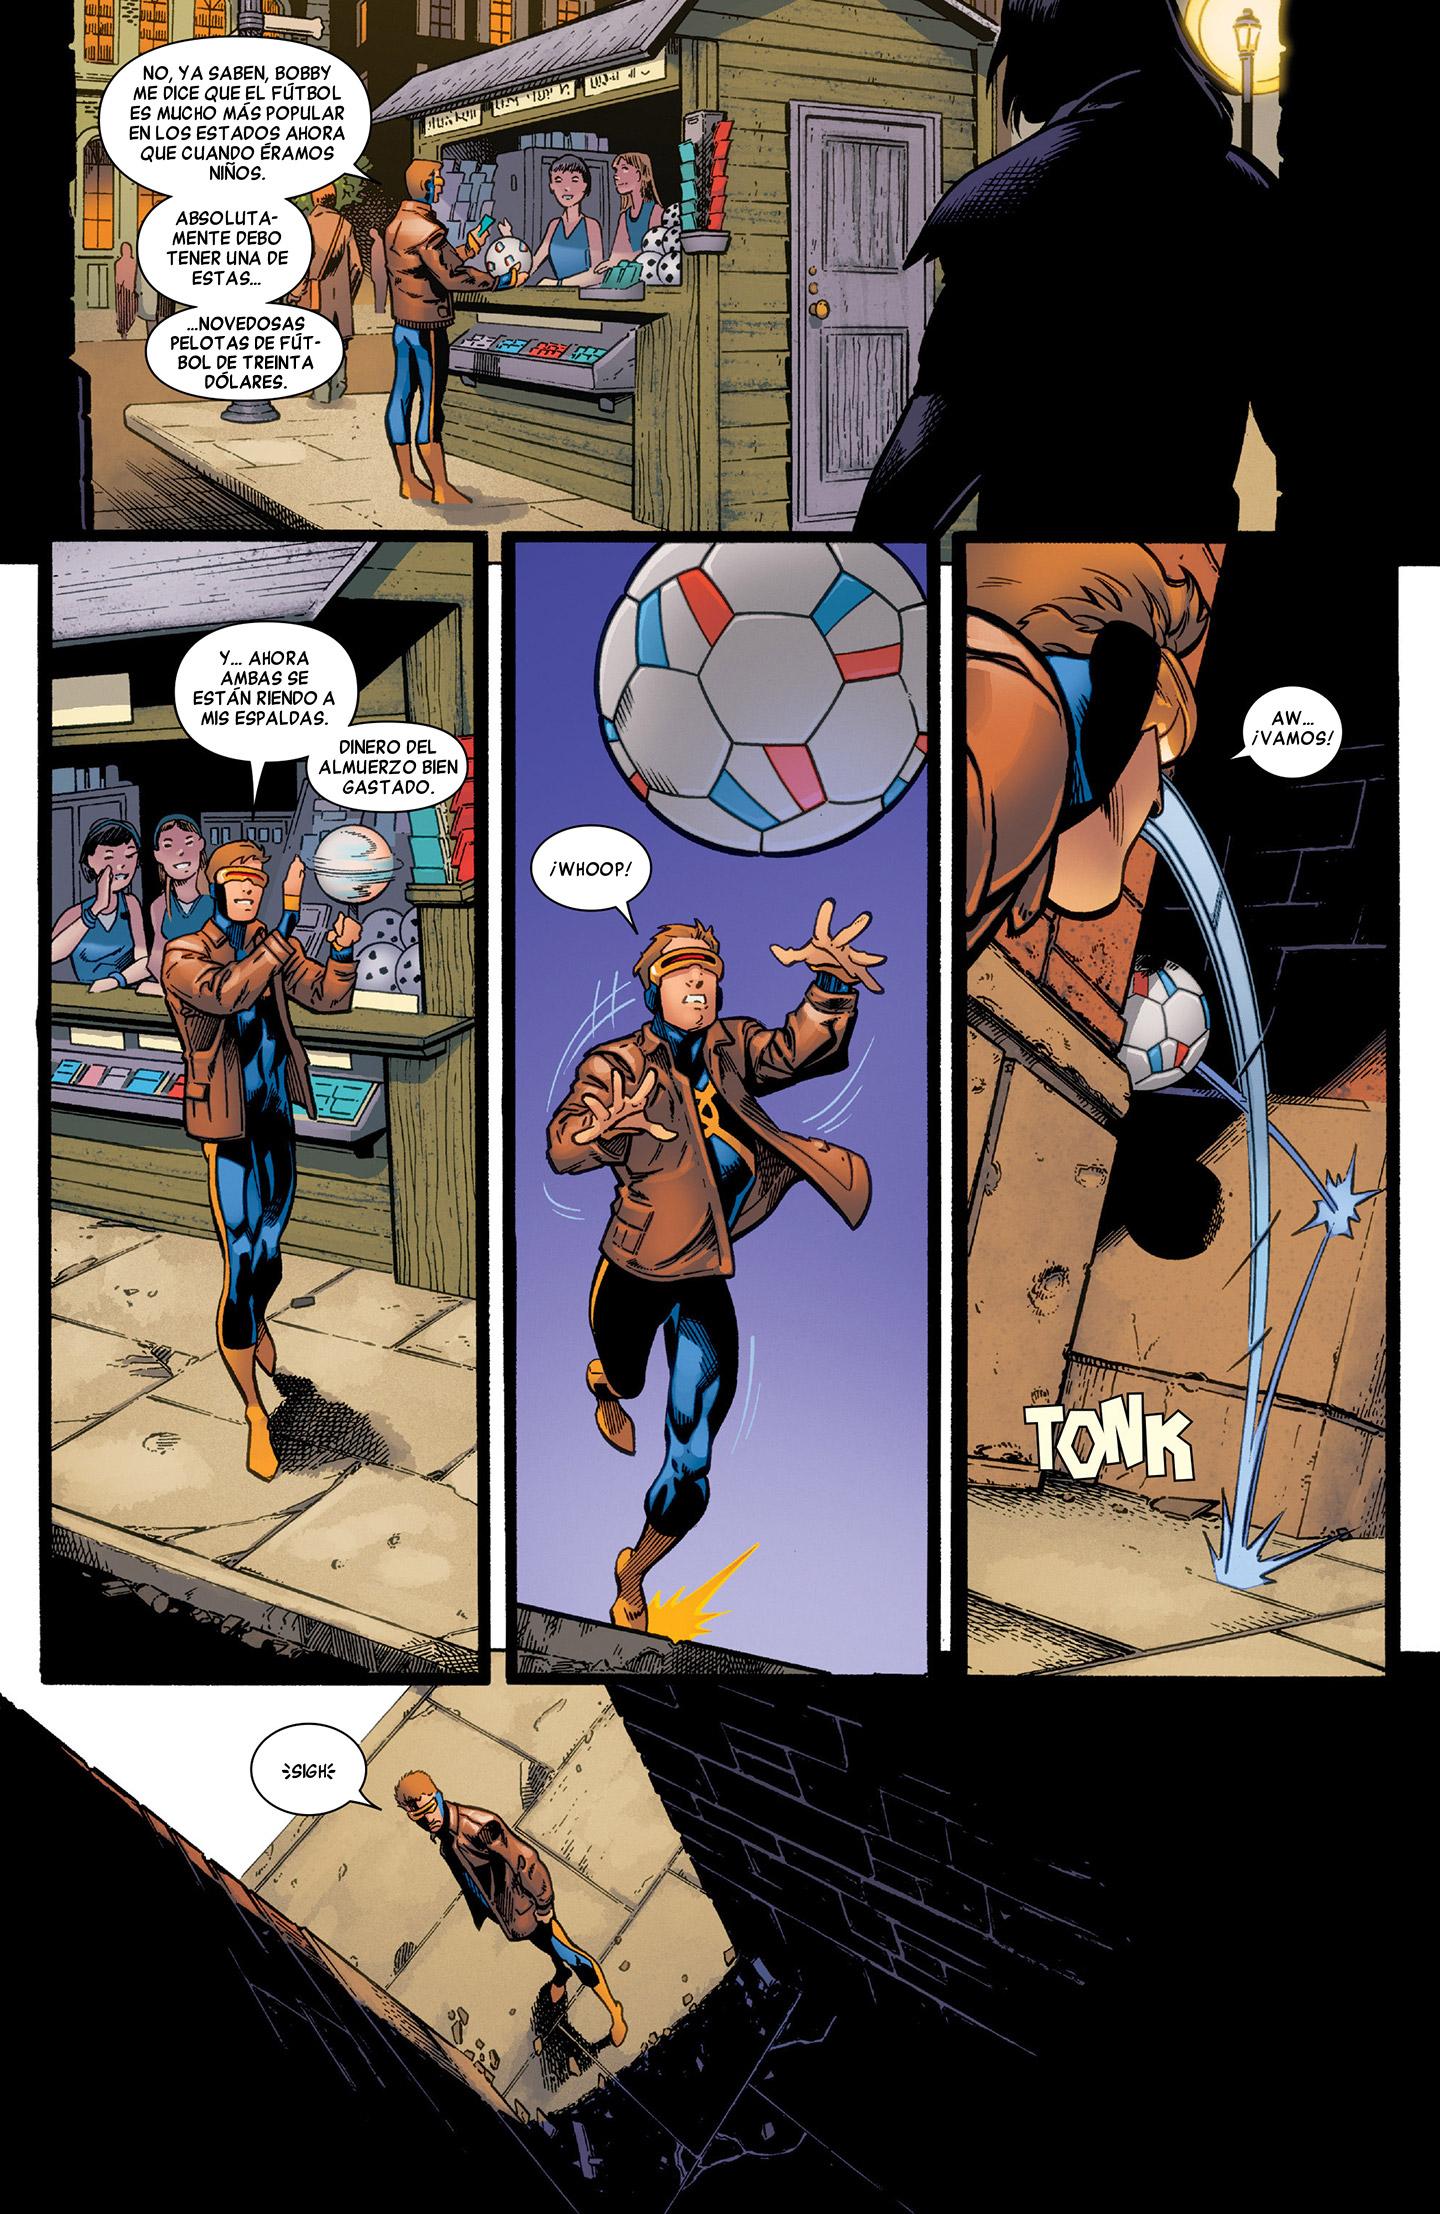 NO, YA SABEN, BOBBY
ME DICE QUE EL FÚTBOL
ES MUCHO MÁS POPULAR
EN LOS ESTADOS AHORA
QUE CUANDO ÉRAMOS
NIÑOS.
ABSOLUTA-
MENTE DEBO
TENER UNA DE
ESTAS...
...NOVEDOSAS
PELOTAS DE FÚT-
BOL DE TREINTA
DÓLARES.
Y... AHORA
AMBAS SE
ESTÁN RIENDO A
MIS ESPALDAS.
DINERO DEL
ALMUERZO BIEN
GASTADO.
¡WHOOP!
AW...
¡VAMOS!
TONK
SIGH